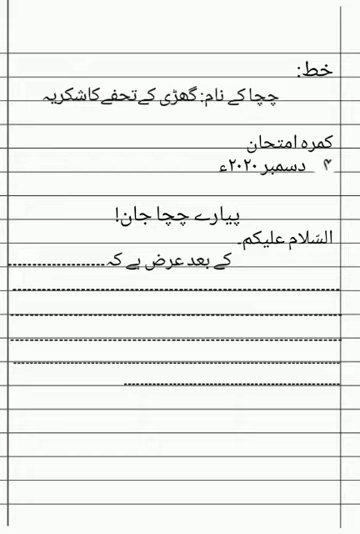 خط:
چچا کے نام: گھڑی کے تحفے کا شکریہ
کمرہ امتحان
۴ دسمبر ۲۰۲۰ء
پیارے چچا جان!
السّلام علیکم۔
کے بعد عرض ہے کہ